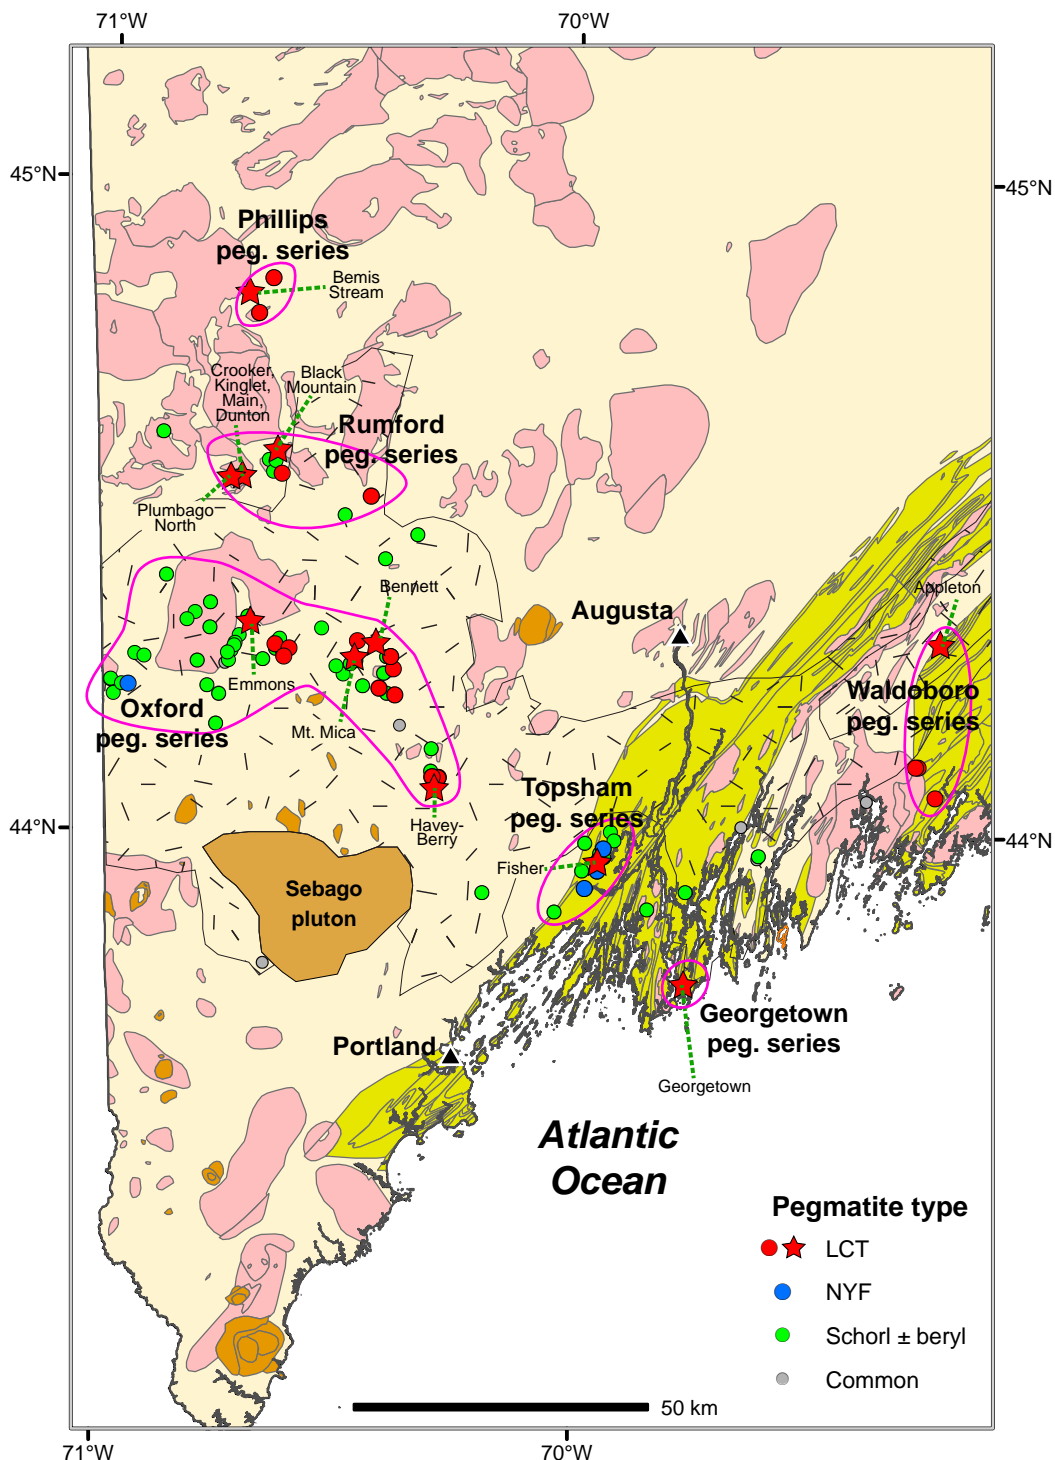 71°W
70°W
45°N
45°N
Phillips
peg. series
Bemis
Stream
Crooker,
Kinglet,
Main,
Dunton
Black
Mountain
Rumford
peg. series
Plumbago
North
Bennett
Augusta
Appleton
Emmons
Oxford
peg. series
Mt. Mica
Waldoboro
peg. series
Topsham
peg. series
44°N
44°N
Havey-
Berry
Fisher
Sebago
pluton
Georgetown
peg. series
Portland
Georgetown
Atlantic
Ocean
Pegmatite type
LCT
NYF
Schorl ± beryl
Common
50 km
71°W
70°W